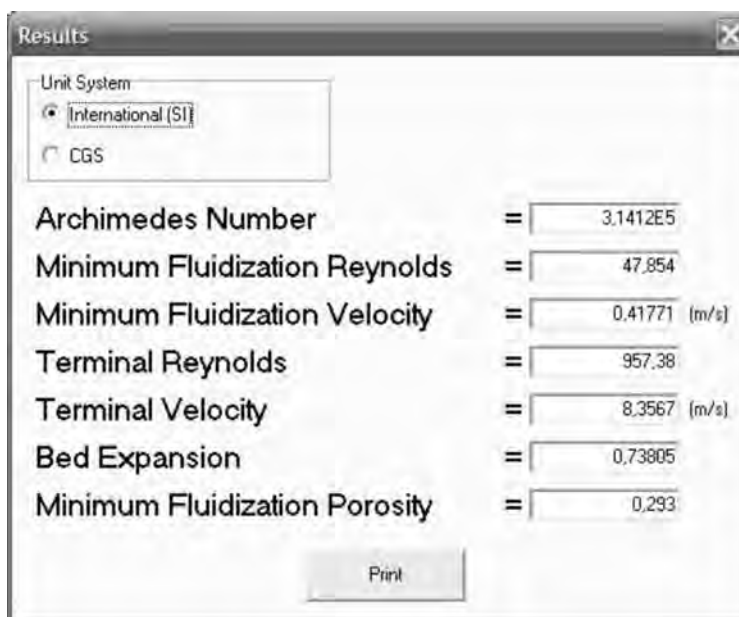 Results
Unit System
International (SI)
CGS
Archimedes Number = 3,1412E5
Minimum Fluidization Reynolds = 47,854
Minimum Fluidization Velocity = 0,41771 (m/s)
Terminal Reynolds = 957,38
Terminal Velocity = 8,3567 (m/s)
Bed Expansion = 0,73805
Minimum Fluidization Porosity = 0,293
Print